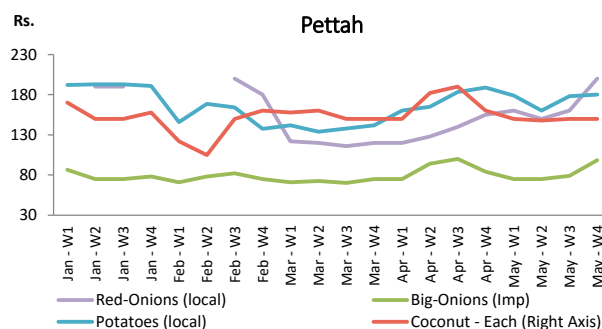 Rs.
Pettah
230
180
130
80
30
Jan - W1
Jan - W2
Jan - W3
Jan - W4
Feb - W1
Feb - W2
Feb - W3
Feb - W4
Mar - W1
Mar - W2
Mar - W3
Mar - W4
Apr - W1
Apr - W2
Apr - W3
Apr - W4
May - W1
May - W2
May - W3
May - W4
Red-Onions (local)
Big-Onions (Imp)
Potatoes (local)
Coconut - Each (Right Axis)